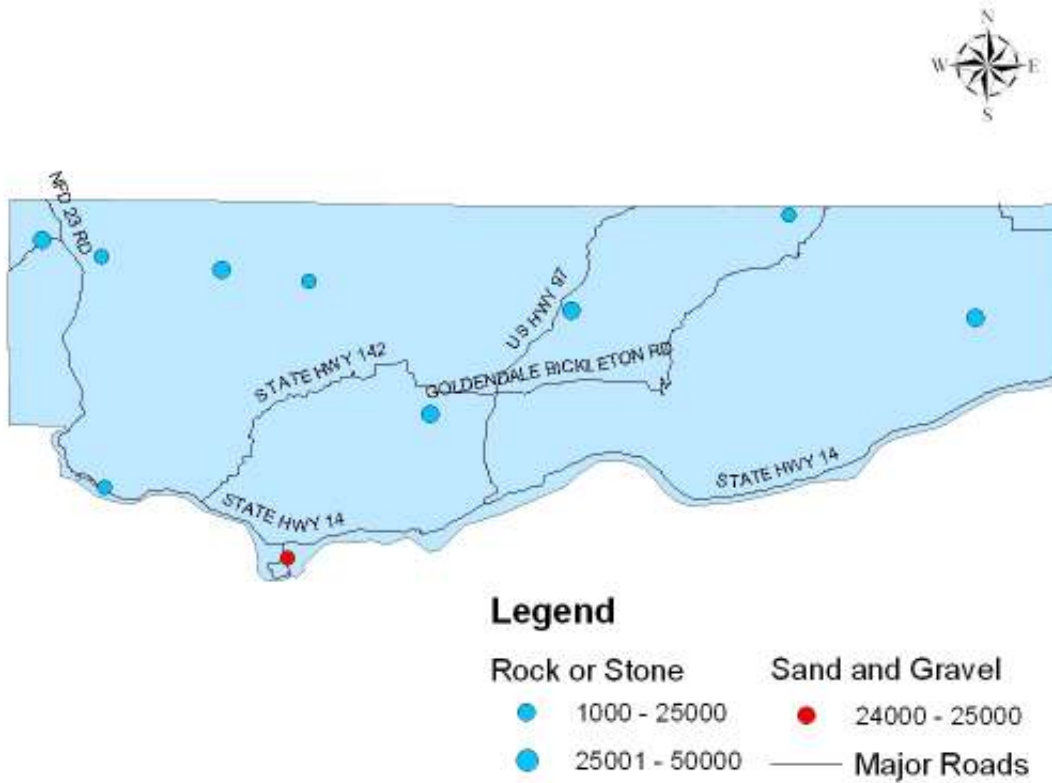 N
W E
S
NFD 23 RD
US HWY 97
STATE HWY 142
GOLDENDALE BICKLETON RD
STATE HWY 14
STATE HWY 14
Legend
Rock or Stone
1000 - 25000
25001 - 50000
Sand and Gravel
24000 - 25000
Major Roads